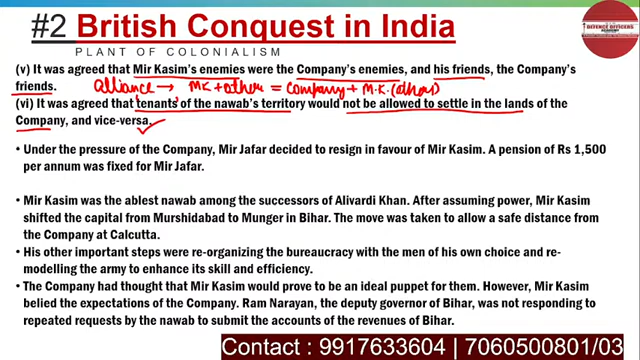 #2 British Conquest in India
PLANT OF COLONIALISM
DEFENCE OFFICERS
ACADEMY
(v) It was agreed that Mir Kasim's enemies were the Company's enemies, and his friends, the Company's
friends.
alliance → MK + others = Company + M.K. (others)
(vi) It was agreed that 'tenants' of the nawab's territory would not be allowed to settle in the lands of the
Company, and vice-versa.
• Under the pressure of the Company, Mir Jafar decided to resign in favour of Mir Kasim. A pension of Rs 1,500
per annum was fixed for Mir Jafar.
• Mir Kasim was the ablest nawab among the successors of Alivardi Khan. After assuming power, Mir Kasim
shifted the capital from Murshidabad to Munger in Bihar. The move was taken to allow a safe distance from
the Company at Calcutta.
• His other important steps were re-organizing the bureaucracy with the men of his own choice and re-
modelling the army to enhance its skill and efficiency.
• The Company had thought that Mir Kasim would prove to be an ideal puppet for them. However, Mir Kasim
belied the expectations of the Company. Ram Narayan, the deputy governor of Bihar, was not responding to
repeated requests by the nawab to submit the accounts of the revenues of Bihar.
Contact : 9917633604 | 7060500801/03